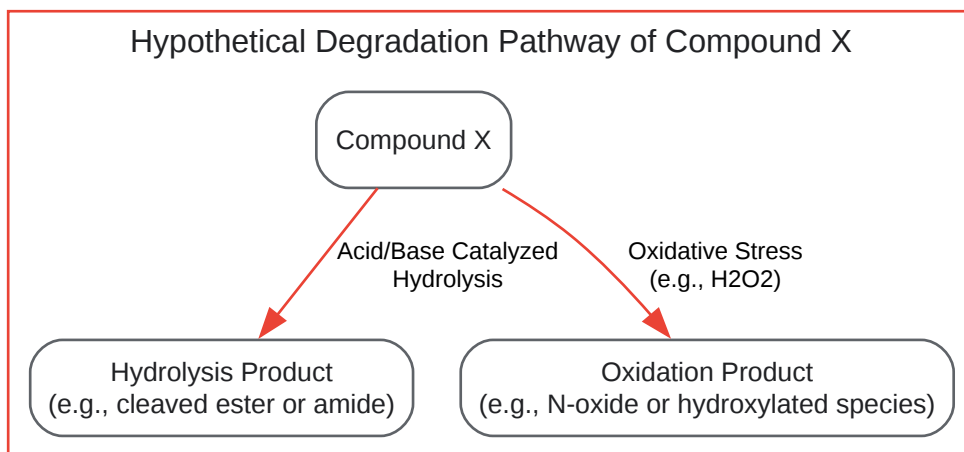 Hypothetical Degradation Pathway of Compound X
Compound X
Acid/Base Catalyzed
Hydrolysis
Oxidative Stress
(e.g., H2O2)
Hydrolysis Product
(e.g., cleaved ester or amide)
Oxidation Product
(e.g., N-oxide or hydroxylated species)